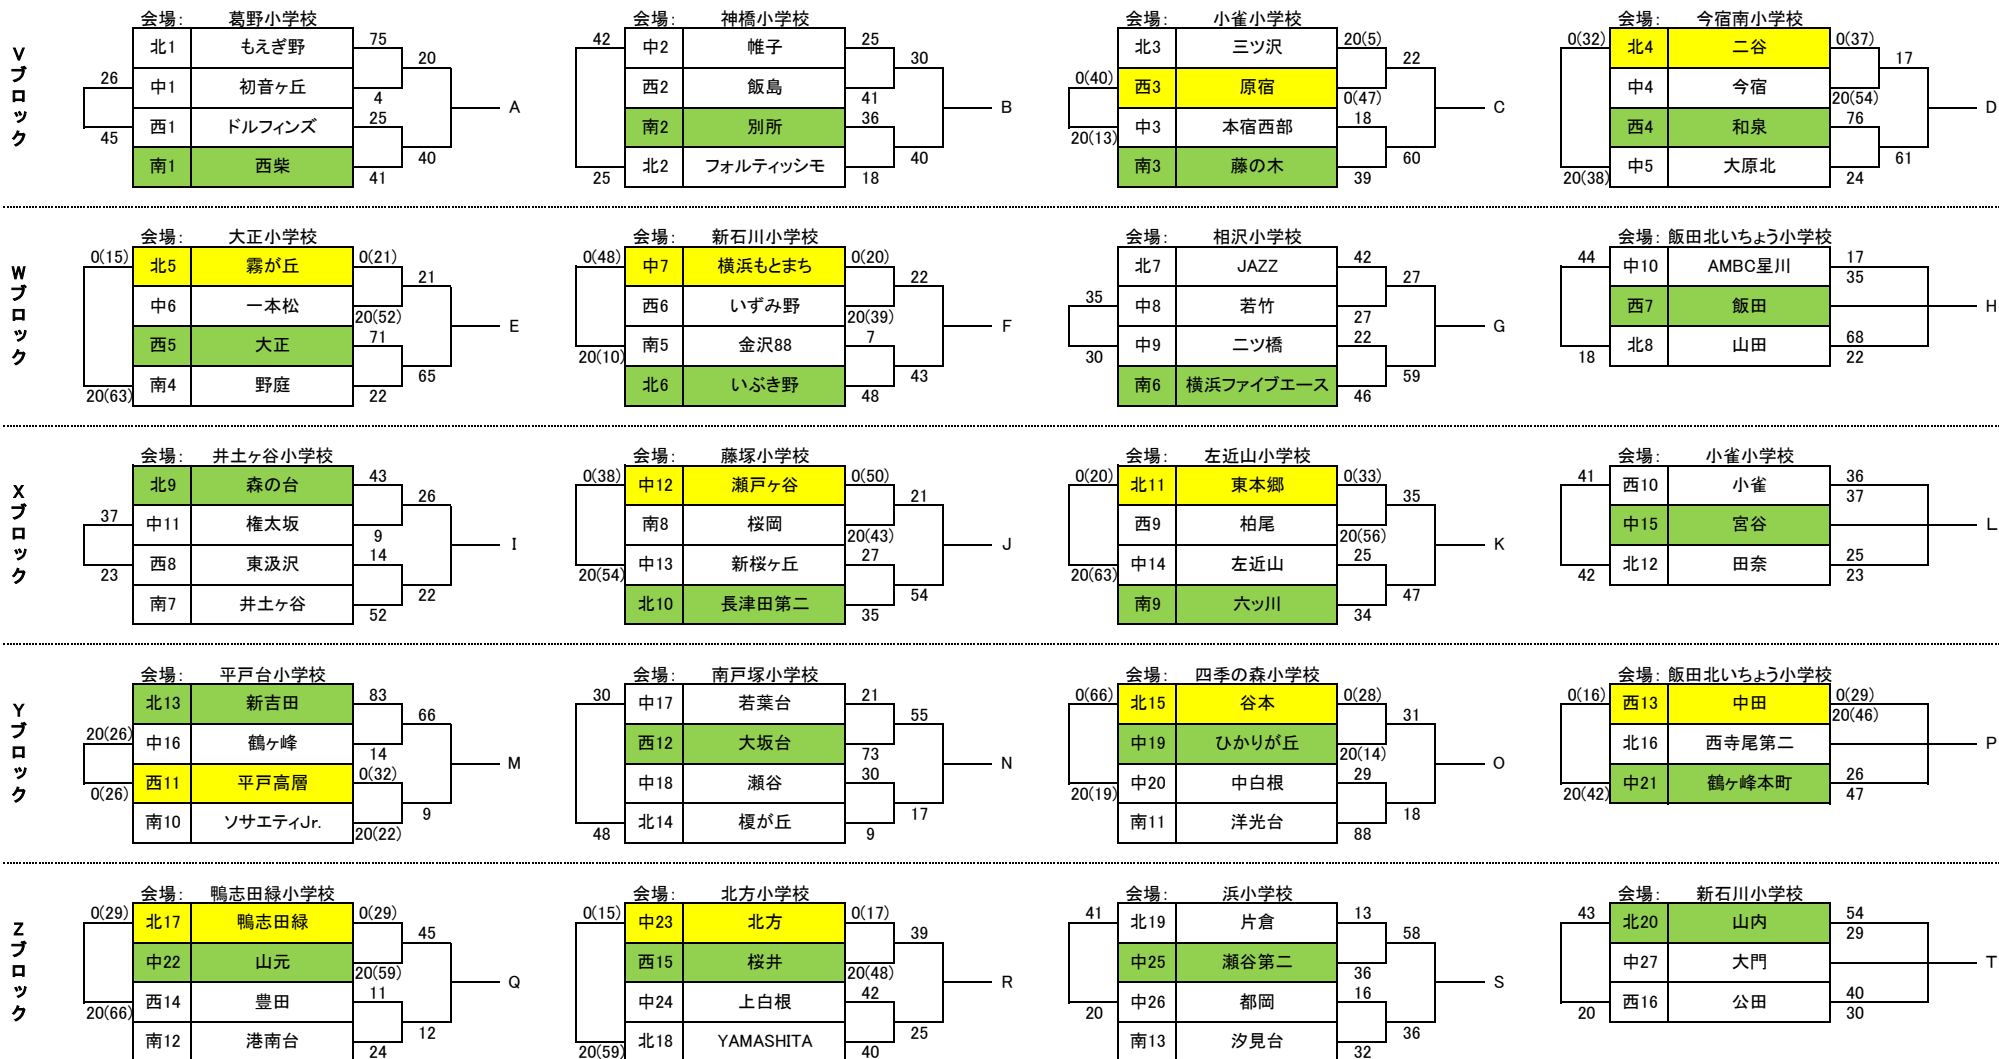 Vブロック
会場: 葛野小学校
北1 もえぎ野 75
20
26 中1 初音ヶ丘 4
A
西1 ドルフィンズ 25
45
40
南1 西柴 41
会場: 神橋小学校
42 中2 帷子 25
30
西2 飯島 41
B
南2 別所 36
40
25 北2 フォルティッシモ 18
会場: 小雀小学校
北3 三ツ沢 20(5)
22
0(40) 西3 原宿 0(47)
C
20(13) 中3 本宿西部 18
60
南3 藤の木 39
会場: 今宿南小学校
0(32) 北4 二谷 0(37)
17
中4 今宿 20(54)
D
西4 和泉 76
61
20(38) 中5 大原北 24
Wブロック
会場: 大正小学校
0(15) 北5 霧が丘 0(21)
21
中6 一本松 20(52)
E
西5 大正 71
65
20(63) 南4 野庭 22
会場: 新石川小学校
0(48) 中7 横浜もとまち 0(20)
22
西6 いずみ野 20(39)
F
20(10) 南5 金沢88 7
43
北6 いぶき野 48
会場: 相沢小学校
北7 JAZZ 42
27
35 中8 若竹 27
G
30 中9 二ツ橋 22
59
南6 横浜ファイブエース 46
会場: 飯田北いちょう小学校
44 中10 AMBC星川 17
35
西7 飯田
H
18 北8 山田 68
22
Xブロック
会場: 井土ヶ谷小学校
北9 森の台 43
26
37 中11 権太坂 9
I
23 西8 東汲沢 14
22
南7 井土ヶ谷 52
会場: 藤塚小学校
0(38) 中12 瀬戸ヶ谷 0(50)
21
南8 桜岡 20(43)
J
20(54) 中13 新桜ヶ丘 27
54
北10 長津田第二 35
会場: 左近山小学校
0(20) 北11 東本郷 0(33)
35
西9 柏尾 20(56)
K
20(63) 中14 左近山 25
47
南9 六ッ川 34
会場: 小雀小学校
41 西10 小雀 36
37
中15 宮谷
L
42 北12 田奈 25
23
Yブロック
会場: 平戸台小学校
北13 新吉田 83
66
20(26) 中16 鶴ヶ峰 14
M
0(26) 西11 平戸高層 0(32)
9
南10 ソサエティJr. 20(22)
会場: 南戸塚小学校
30 中17 若葉台 21
55
西12 大坂台 73
N
中18 瀬谷 30
17
48 北14 榎が丘 9
会場: 四季の森小学校
0(66) 北15 谷本 0(28)
31
中19 ひかりが丘 20(14)
O
20(19) 中20 中白根 29
18
南11 洋光台 88
会場: 飯田北いちょう小学校
0(16) 西13 中田 0(29)
20(46)
北16 西寺尾第二
P
20(42) 中21 鶴ヶ峰本町 26
47
Zブロック
会場: 鴨志田緑小学校
0(29) 北17 鴨志田緑 0(29)
45
中22 山元 20(59)
Q
20(66) 西14 豊田 11
12
南12 港南台 24
会場: 北方小学校
0(15) 中23 北方 0(17)
39
西15 桜井 20(48)
R
中24 上白根 42
25
20(59) 北18 YAMASHITA 40
会場: 浜小学校
41 北19 片倉 13
58
中25 瀬谷第二 36
S
20 中26 都岡 16
36
南13 汐見台 32
会場: 新石川小学校
43 北20 山内 54
29
中27 大門
T
20 西16 公田 40
30